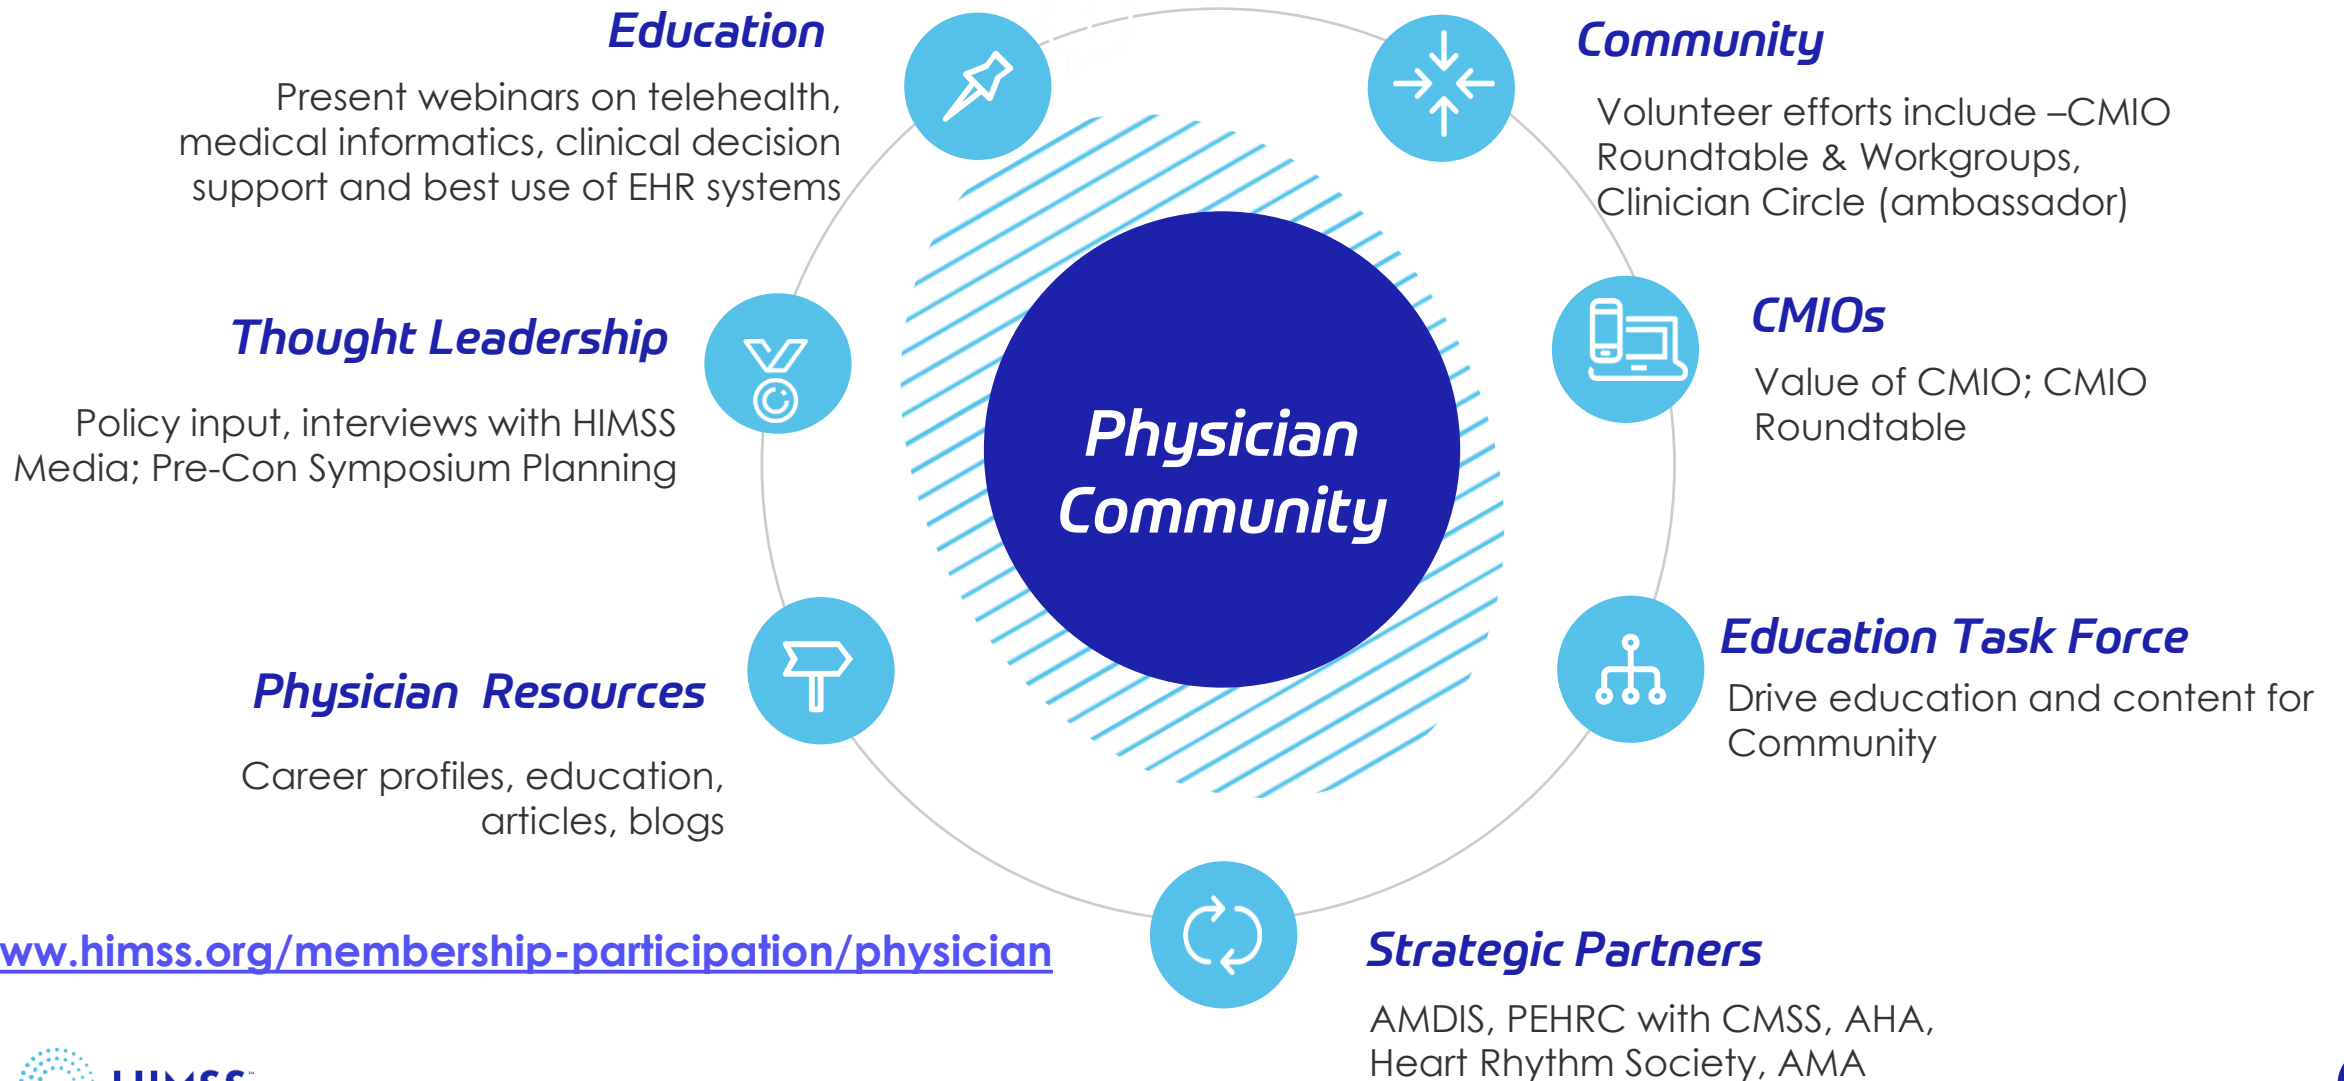 Education
Present webinars on telehealth,
medical informatics, clinical decision
support and best use of EHR systems
Community
Volunteer efforts include –CMIO
Roundtable & Workgroups,
Clinician Circle (ambassador)
Thought Leadership
Policy input, interviews with HIMSS
Media; Pre-Con Symposium Planning
CMIOs
Value of CMIO; CMIO
Roundtable
Physician
Community
Physician Resources
Career profiles, education,
articles, blogs
Education Task Force
Drive education and content for
Community
ww.himss.org/membership-participation/physician
Strategic Partners
AMDIS, PEHRC with CMSS, AHA,
Heart Rhythm Society, AMA
HIMSS